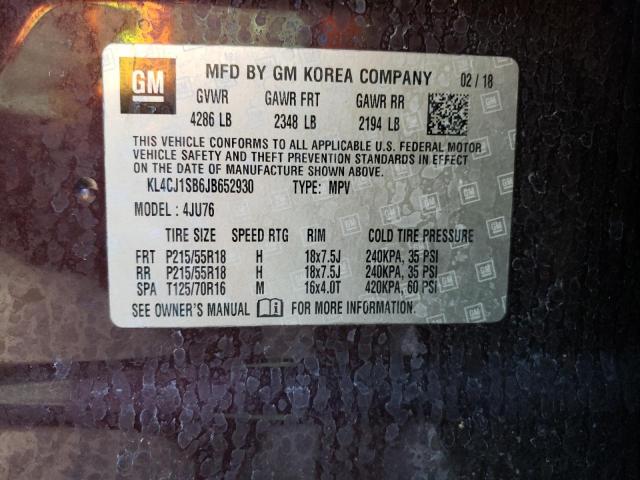 GM
MFD BY GM KOREA COMPANY 02 / 18
GVWR GAWR FRT GAWR RR
4286 LB 2348 LB 2194 LB
THIS VEHICLE CONFORMS TO ALL APPLICABLE U.S. FEDERAL MOTOR
VEHICLE SAFETY AND THEFT PREVENTION STANDARDS IN EFFECT
ON THE DATE OF MANUFACTURE SHOWN ABOVE.
KL4CJ1SB6JB652930 TYPE: MPV
MODEL : 4JU76
TIRE SIZE SPEED RTG RIM COLD TIRE PRESSURE
FRT P215/55R18 H 18x7.5J 240KPA, 35 PSI
RR P215/55R18 H 18x7.5J 240KPA, 35 PSI
SPA T125/70R16 M 16x4.0T 420KPA, 60 PSI
SEE OWNER'S MANUAL FOR MORE INFORMATION.